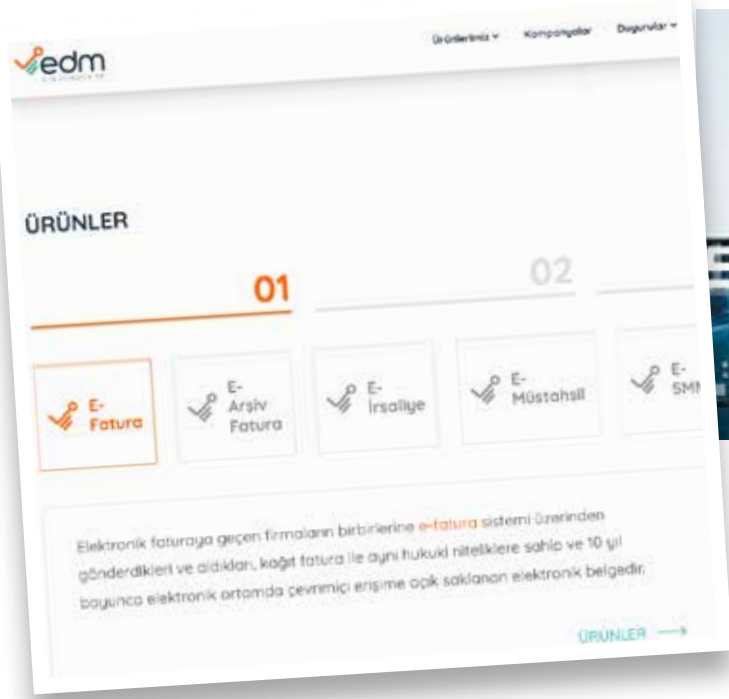 edm
Ürünlerimiz Kampanyalar Duyurular
ÜRÜNLER
01
02
E-
Fatura
E-
Arşiv
Fatura
E-
İrsaliye
E-
Müstahsil
E-
SMM
Elektronik faturaya geçen firmaların birbirlerine e-fatura sistemi üzerinden
gönderdikleri ve aldıkları, kağıt fatura ile aynı hukuki niteliklere sahip ve 10 yıl
boyunca elektronik ortamda çevrimiçi erişime açık saklanan elektronik belgedir.
ÜRÜNLER